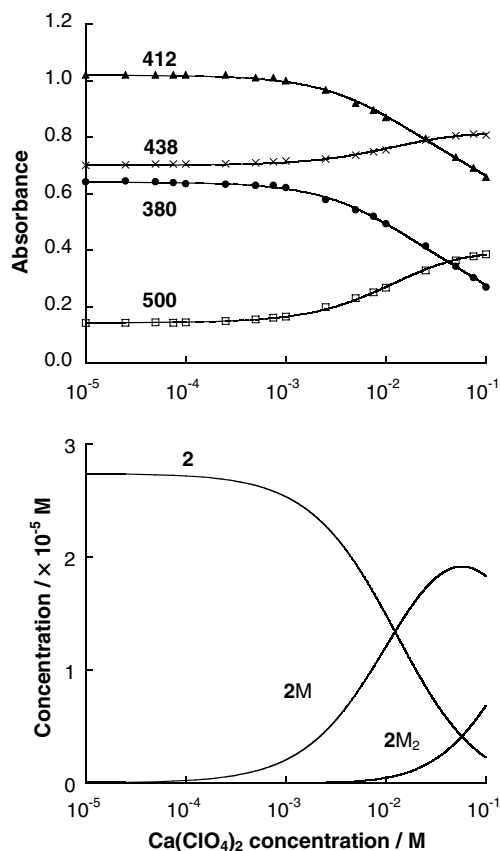 1.2
1.0
0.8
0.6
0.4
0.2
0.0
Absorbance
412
438
380
500
10⁻⁵ 10⁻⁴ 10⁻³ 10⁻² 10⁻¹
3
2
1
0
Concentration / × 10⁻⁵ M
2
2M
2M₂
10⁻⁵ 10⁻⁴ 10⁻³ 10⁻² 10⁻¹
Ca(ClO₄)₂ concentration / M